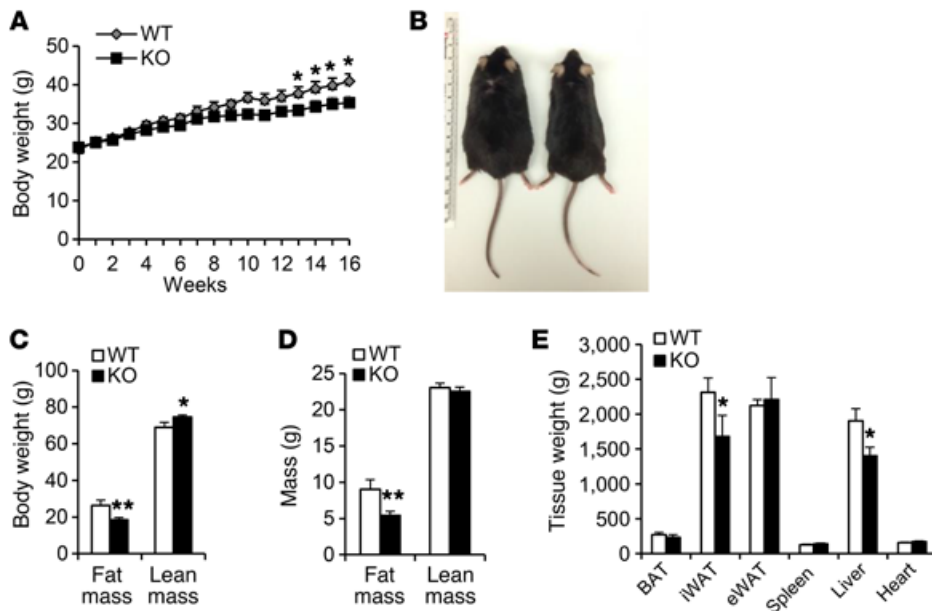 A
WT
KO
Body weight (g)
50
40
30
20
10
0
* * * *
0 2 4 6 8 10 12 14 16
Weeks
B
C
WT
KO
Body weight (g)
100
80
60
40
20
0
**
*
Fat mass
Lean mass
D
WT
KO
Mass (g)
25
20
15
10
5
0
**
Fat mass
Lean mass
E
WT
KO
Tissue weight (g)
3,000
2,500
2,000
1,500
1,000
500
0
*
*
BAT
iWAT
eWAT
Spleen
Liver
Heart